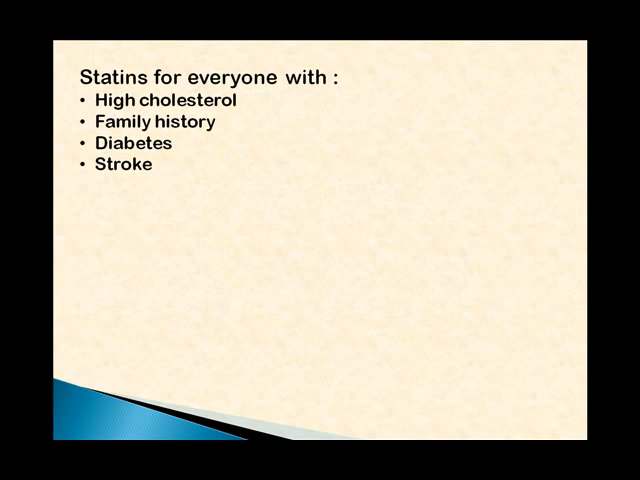 Statins for everyone with :
• High cholesterol
• Family history
• Diabetes
• Stroke